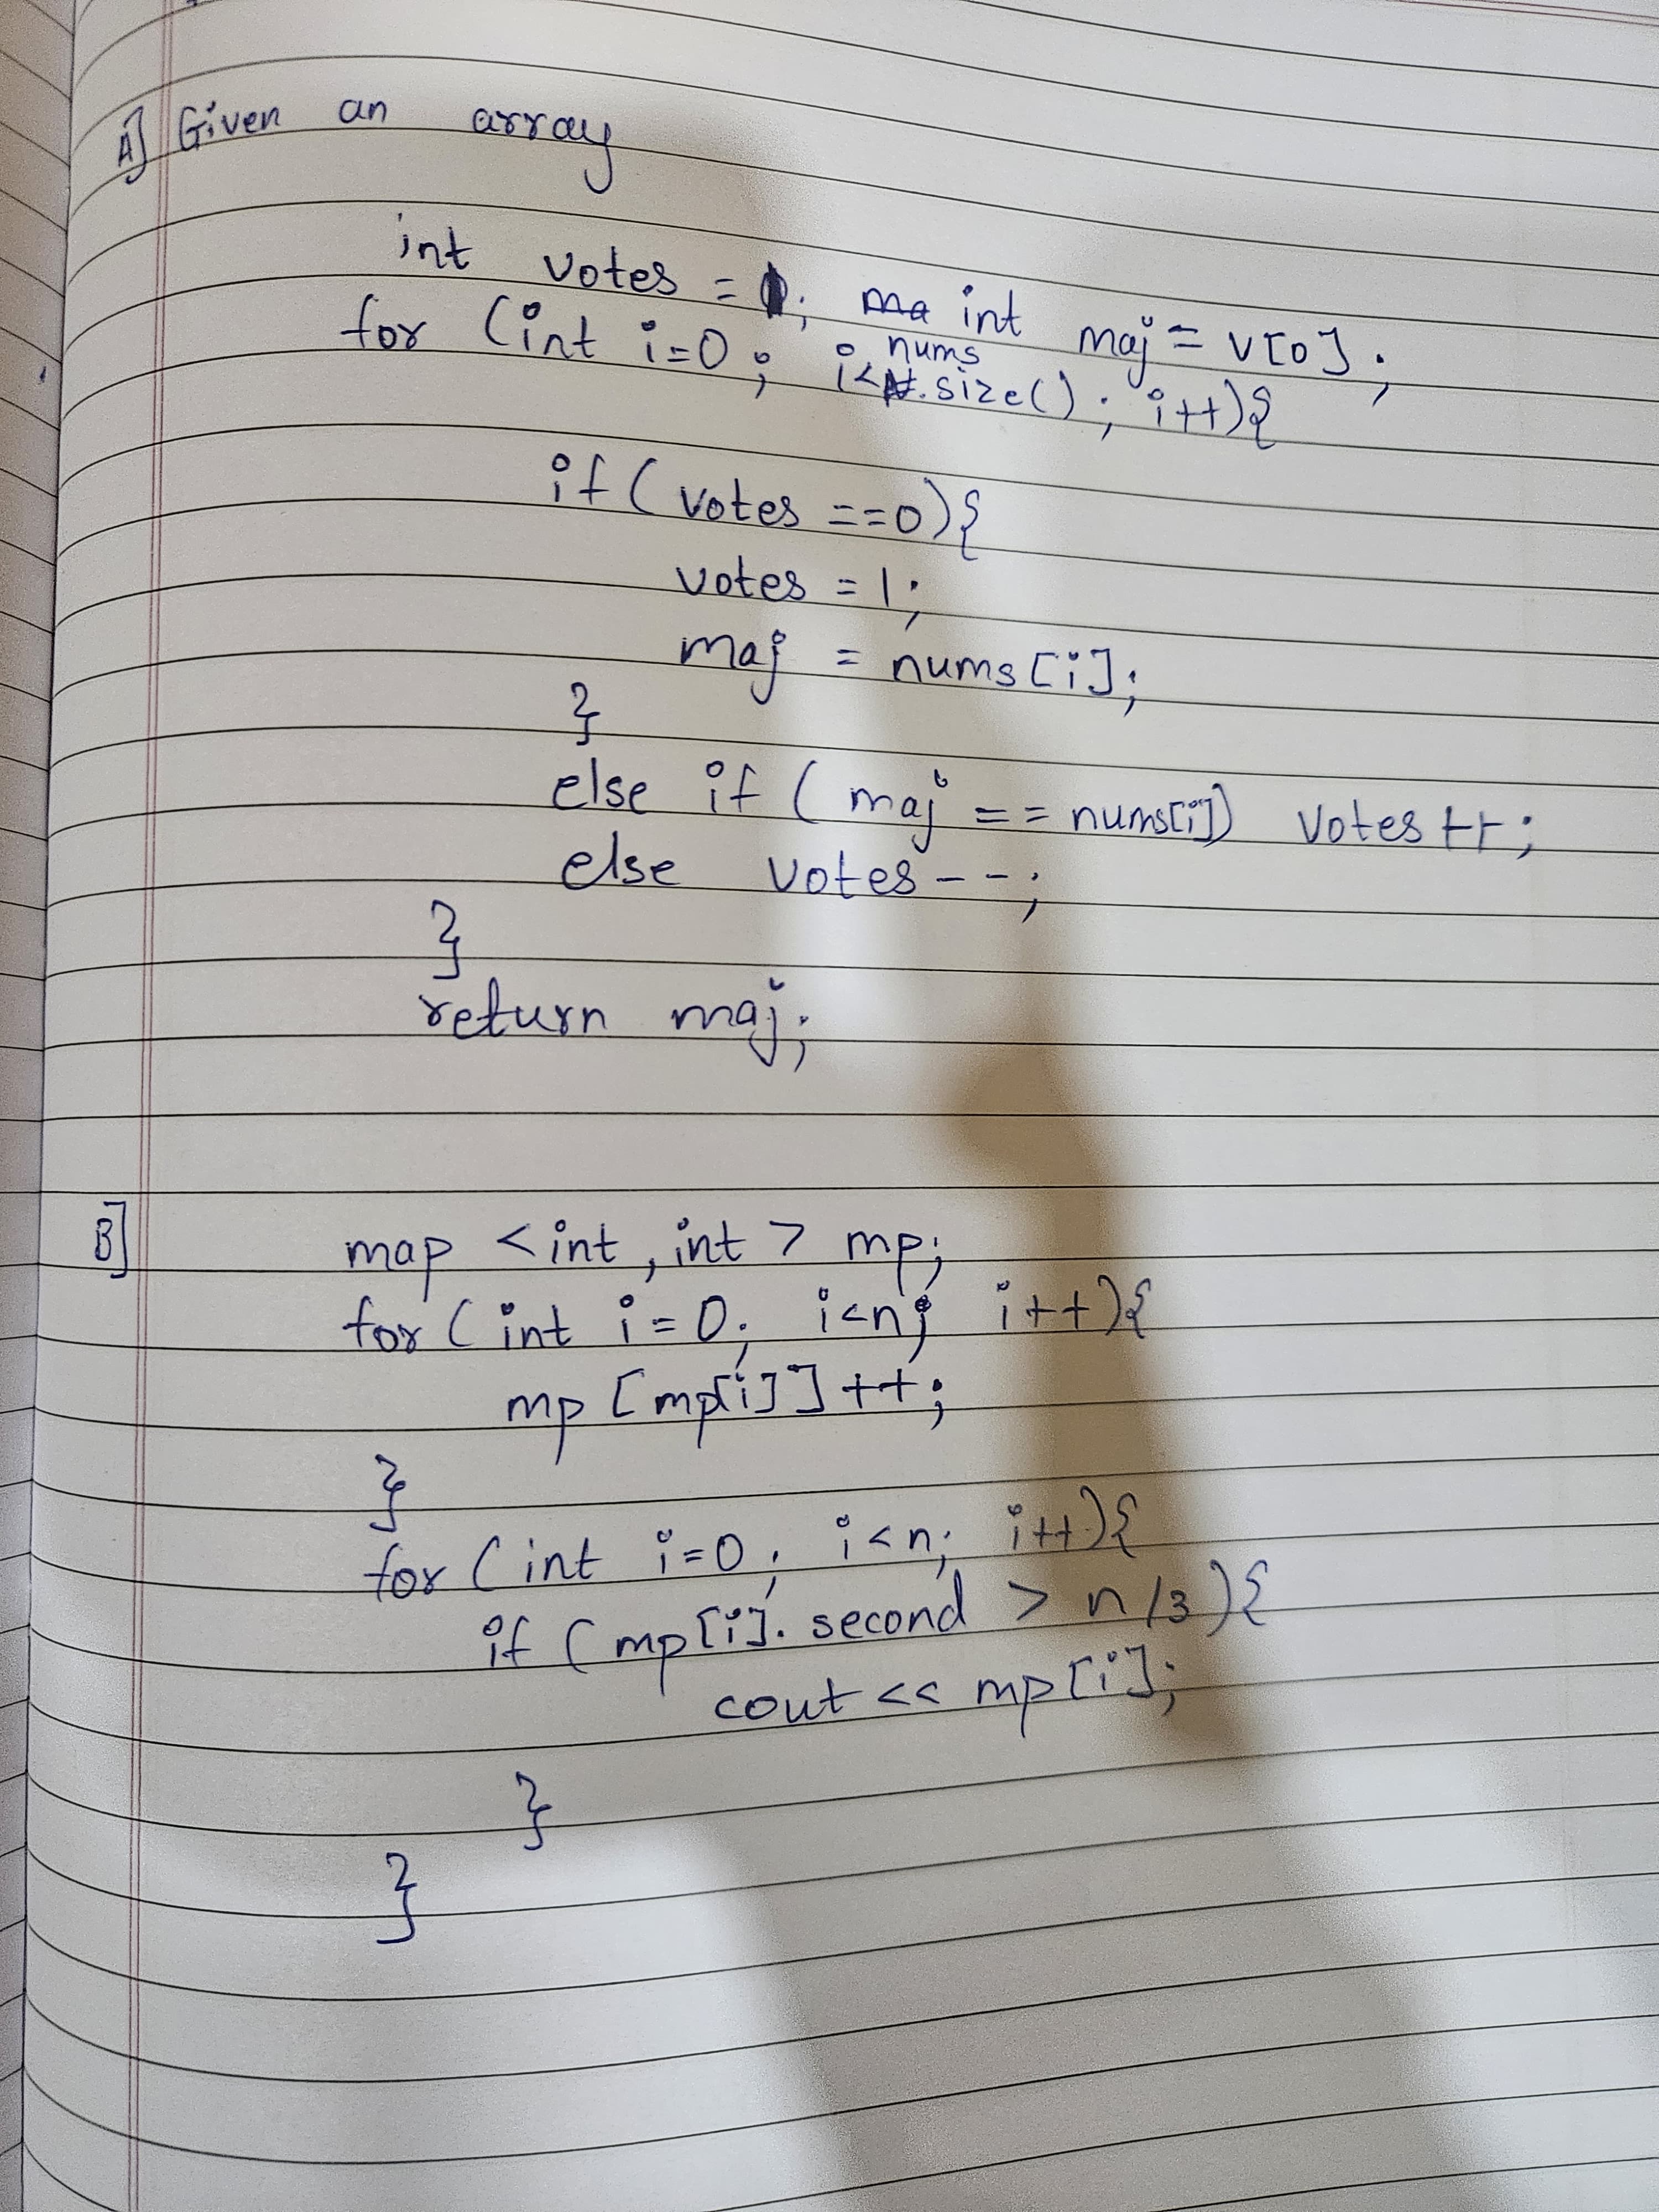 A] Given an array
int votes = 1; ma int maj = v[0];
for (int i=0; i<nums.size(); i++){
if (votes ==0){
votes = 1;
maj = nums[i];
}
else if (maj == nums[i]) votes++;
else votes--;
}
return maj;
B] map <int, int> mp;
for (int i=0; i<n; i++){
mp [mp[i]]++;
}
for (int i=0; i<n; i++){
if (mp[i].second > n/3){
cout << mp[i];
}
}